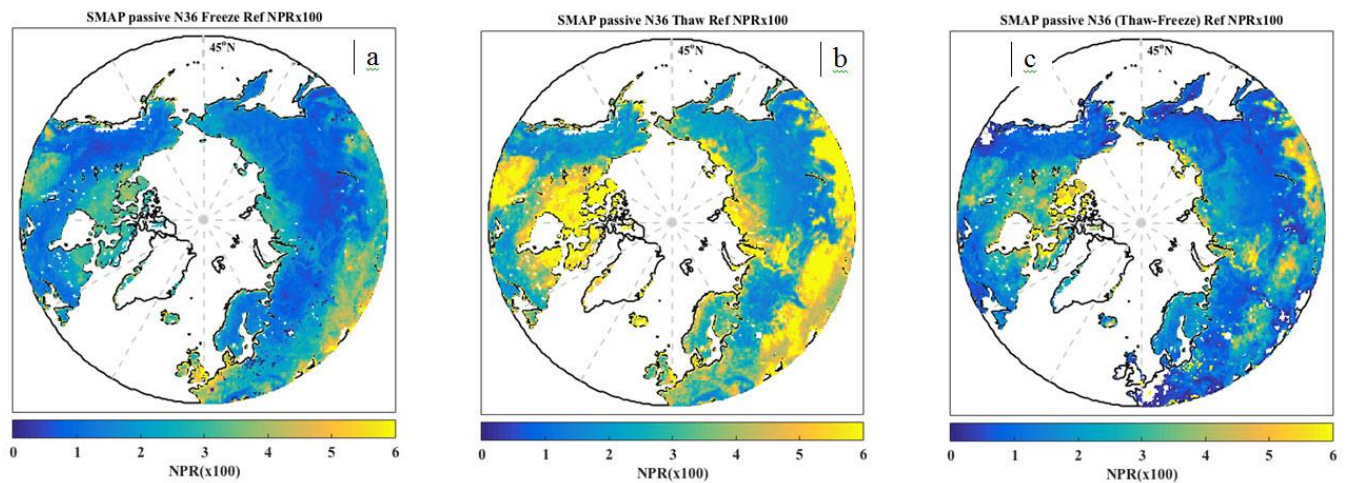 SMAP passive N36 Freeze Ref NPRx100
45°N
a
0 1 2 3 4 5 6
NPR(x100)
SMAP passive N36 Thaw Ref NPRx100
45°N
b
0 1 2 3 4 5 6
NPR(x100)
SMAP passive N36 (Thaw-Freeze) Ref NPRx100
c
45°N
0 1 2 3 4 5 6
NPR(x100)